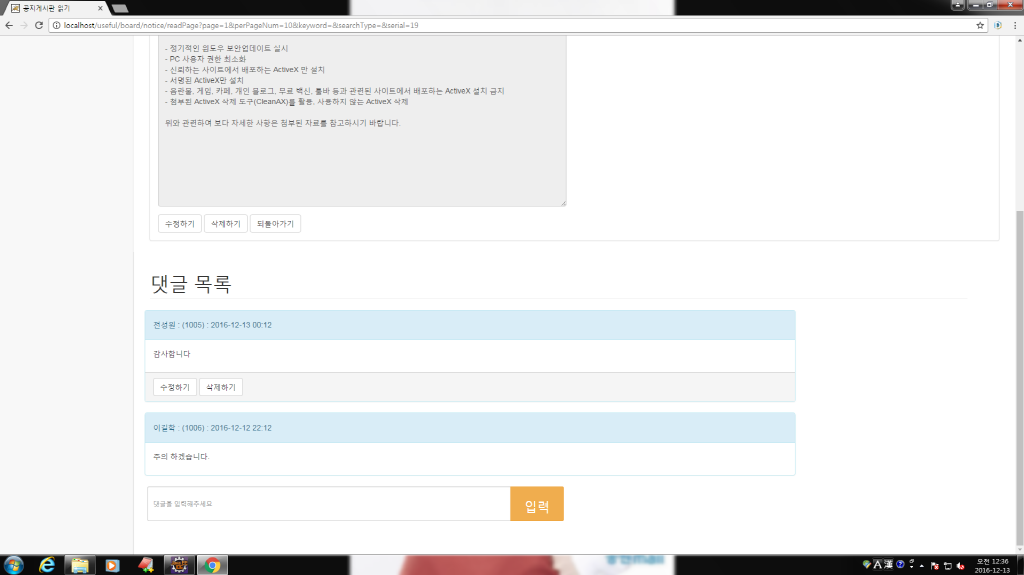 공지게시판 읽기
localhost/useful/board/notice/readPage?page=1&perPageNum=10&keyword=&searchType=&serial=19
- 정기적인 윈도우 보안업데이트 실시
- PC 사용자 권한 최소화
- 신뢰하는 사이트에서 배포하는 ActiveX 만 설치
- 서명된 ActiveX만 설치
- 음란물, 게임, 카페, 개인 블로그, 무료 백신, 툴바 등과 관련된 사이트에서 배포하는 ActiveX 설치 금지
- 첨부된 ActiveX 삭제 도구(CleanAX)를 활용, 사용하지 않는 ActiveX 삭제
위와 관련하여 보다 자세한 사항은 첨부된 자료를 참고하시기 바랍니다.
수정하기 삭제하기 되돌아가기
댓글 목록
전성원 : (1005) : 2016-12-13 00:12
감사합니다
수정하기 삭제하기
: (1006) : 2016-12-12 22:12
주의 하겠습니다.
댓글을 입력해주세요
입력
A 漢
오전 12:36
2016-12-13